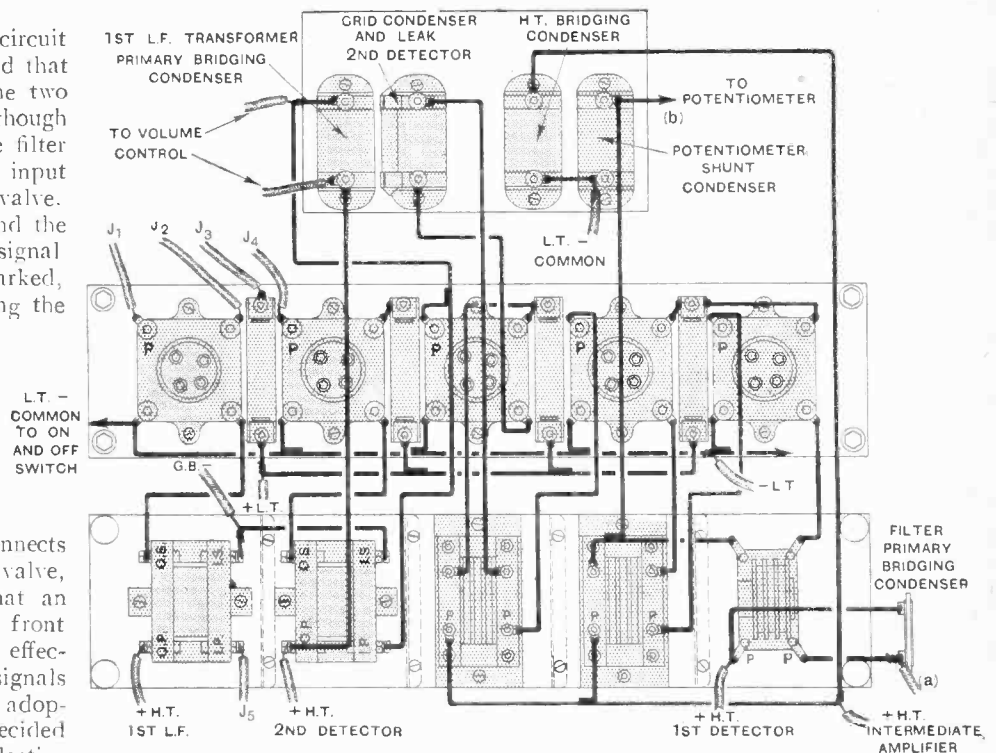 circuit
d that
e two
hough
e filter
input
valve.
nd the
signal
arked,
ng the
nnects
valve,
hat an
front
effec-
signals
adop-
ecided
1ST L.F. TRANSFORMER
PRIMARY BRIDGING
CONDENSER
GRID CONDENSER
AND LEAK
2ND DETECTOR
H.T. BRIDGING
CONDENSER
TO
POTENTIOMETER
(b)
TO VOLUME
CONTROL
POTENTIOMETER
SHUNT
CONDENSER
L.T. -
COMMON
J1
J2
J3
J4
P
P
P
P
P
L.T. -
COMMON
TO ON
AND OFF
SWITCH
G.B. -
+ L.T.
- L.T
O.S.
I.S.
O.P.
I.P.
O.S.
I.S.
O.P.
I.P.
P
P
P
P
P
P
FILTER
PRIMARY
BRIDGING
CONDENSER
(a)
+ H.T.
1ST L.F.
J5
+ H.T.
2ND DETECTOR
+ H.T.
1ST DETECTOR
+ H.T.
INTERMEDIATE
AMPLIFIER